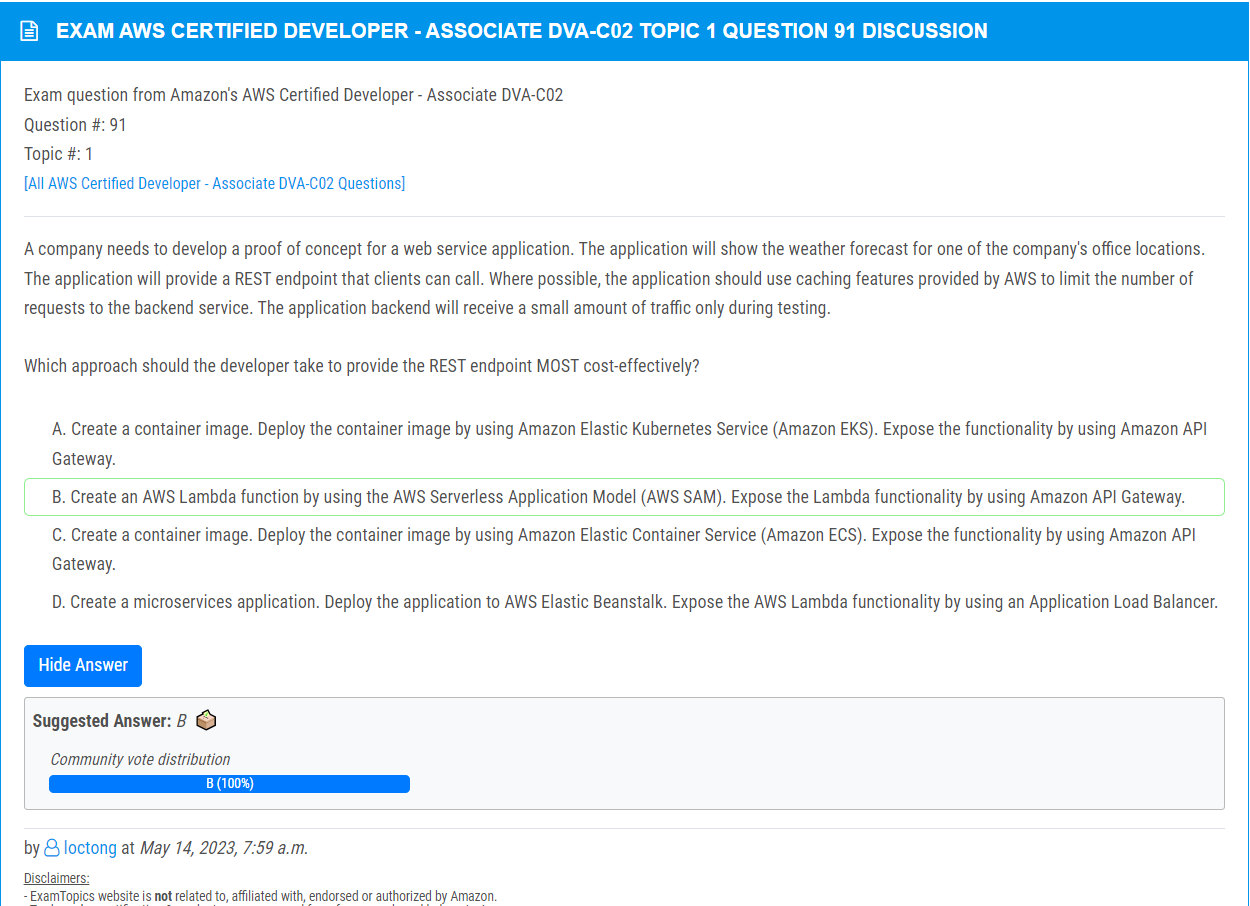 EXAM AWS CERTIFIED DEVELOPER - ASSOCIATE DVA-C02 TOPIC 1 QUESTION 91 DISCUSSION
Exam question from Amazon's AWS Certified Developer - Associate DVA-C02
Question #: 91
Topic #: 1
[All AWS Certified Developer - Associate DVA-C02 Questions]
A company needs to develop a proof of concept for a web service application. The application will show the weather forecast for one of the company's office locations.
The application will provide a REST endpoint that clients can call. Where possible, the application should use caching features provided by AWS to limit the number of
requests to the backend service. The application backend will receive a small amount of traffic only during testing.
Which approach should the developer take to provide the REST endpoint MOST cost-effectively?
A. Create a container image. Deploy the container image by using Amazon Elastic Kubernetes Service (Amazon EKS). Expose the functionality by using Amazon API
Gateway.
B. Create an AWS Lambda function by using the AWS Serverless Application Model (AWS SAM). Expose the Lambda functionality by using Amazon API Gateway.
C. Create a container image. Deploy the container image by using Amazon Elastic Container Service (Amazon ECS). Expose the functionality by using Amazon API
Gateway.
D. Create a microservices application. Deploy the application to AWS Elastic Beanstalk. Expose the AWS Lambda functionality by using an Application Load Balancer.
Hide Answer
Suggested Answer: B
Community vote distribution
B (100%)
by loctong at May 14, 2023, 7:59 a.m.
Disclaimers:
- ExamTopics website is not related to, affiliated with, endorsed or authorized by Amazon.